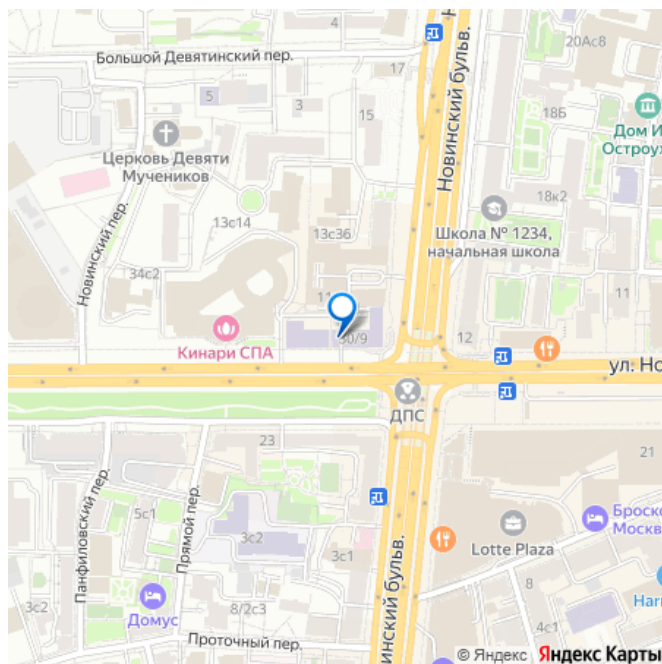 Большой Девятинский пер.
20Ас8
17
5
3
15
18Б
Церковь Девяти
Мучеников
Дом И
Остроух
Новинский бульв.
18к2
Новинский пер.
13с14
13с36
Школа № 1234,
начальная школа
34с2
11
11
Кинари СПА
30/9
12
ул. Но
ДПС
23
21
Панфиловский пер.
5с1
Прямой пер.
3с2
3с1
Lotte Plaza
Броско
Москва
3с2
Домус
8/2с3
инский бульв.
8
4с1
Harr
Проточный пер.
© Яндекс Яндекс Карты